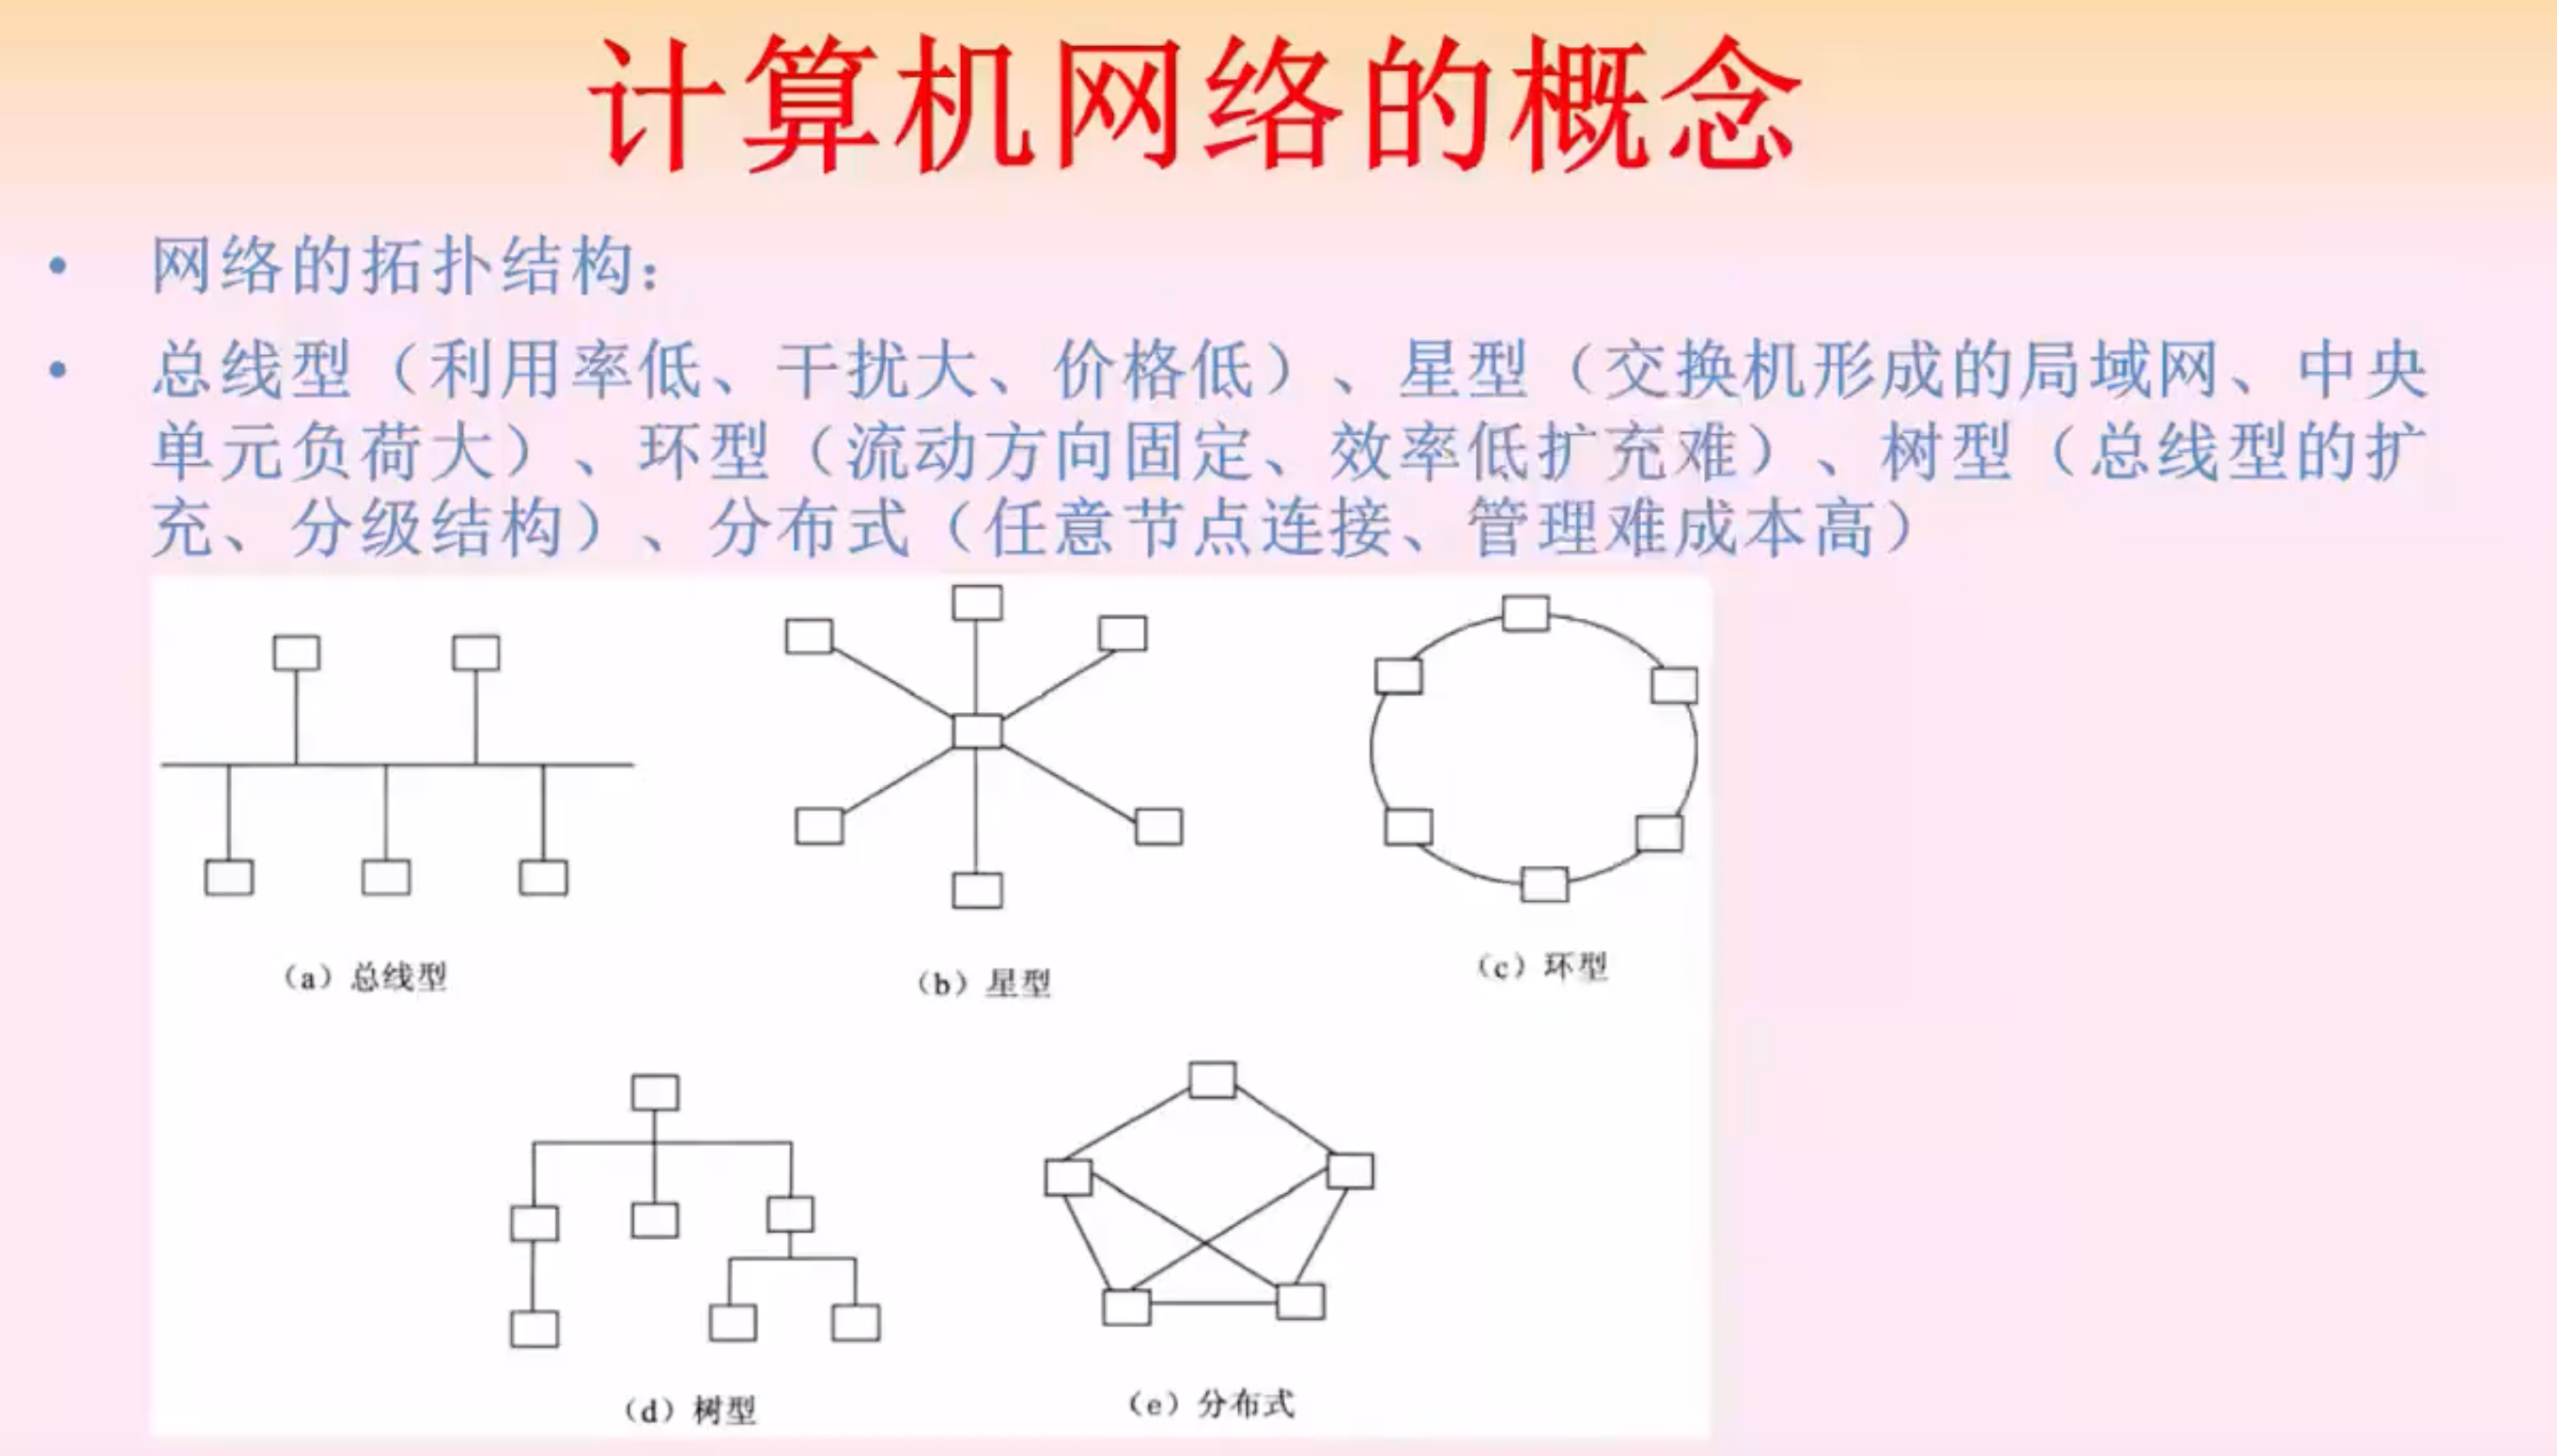 计算机网络的概念
• 网络的拓扑结构：
• 总线型（利用率低、干扰大、价格低）、星型（交换机形成的局域网、中央
单元负荷大）、环型（流动方向固定、效率低扩充难）、树型（总线型的扩
充、分级结构）、分布式（任意节点连接、管理难成本高）
（a）总线型
（b）星型
（c）环型
（d）树型
（e）分布式